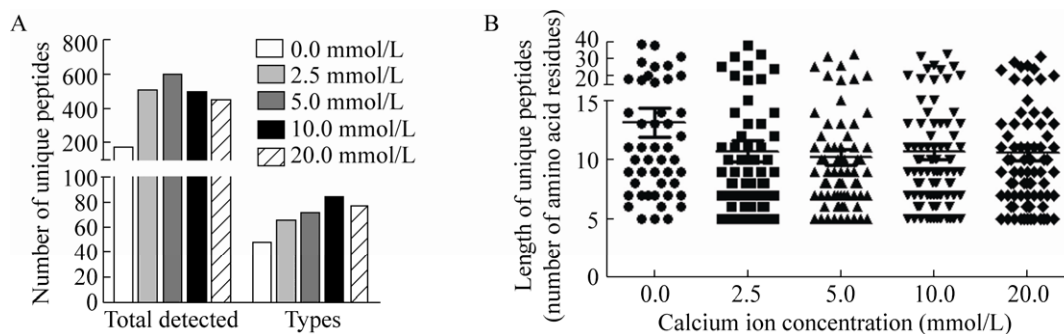 A
Number of unique peptides
800
600
400
200
100
80
60
40
20
0
Total detected
Types
0.0 mmol/L
2.5 mmol/L
5.0 mmol/L
10.0 mmol/L
20.0 mmol/L
B
Length of unique peptides
(number of amino acid residues)
40
30
20
15
10
5
0
0.0
2.5
5.0
10.0
20.0
Calcium ion concentration (mmol/L)